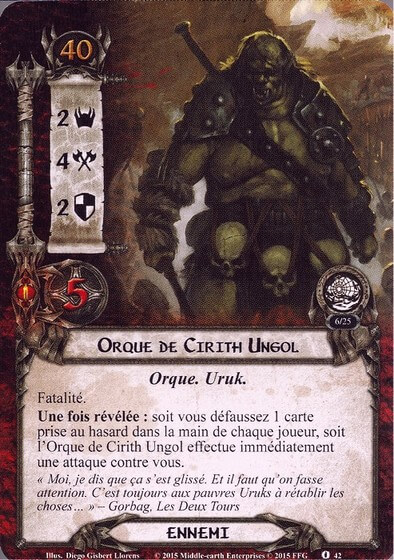 40
2
4
2
5
6/25
Orque de Cirith Ungol
Orque. Uruk.
Fatalité.
Une fois révélée : soit vous défaussez 1 carte
prise au hasard dans la main de chaque joueur, soit
l'Orque de Cirith Ungol effectue immédiatement
une attaque contre vous.
« Moi, je dis que ça s'est glissé. Et il faut qu'on fasse
attention. C'est toujours aux pauvres Uruks à rétablir les
choses... » – Gorbag, Les Deux Tours
ENNEMI
Illus. Diego Gisbert Llorens © 2015 Middle-earth Enterprises © 2015 FFG 42